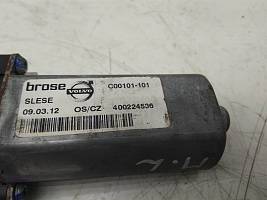 brose VOLVO C00101-101
SLESE
09.03.12 OS/CZ 400224536